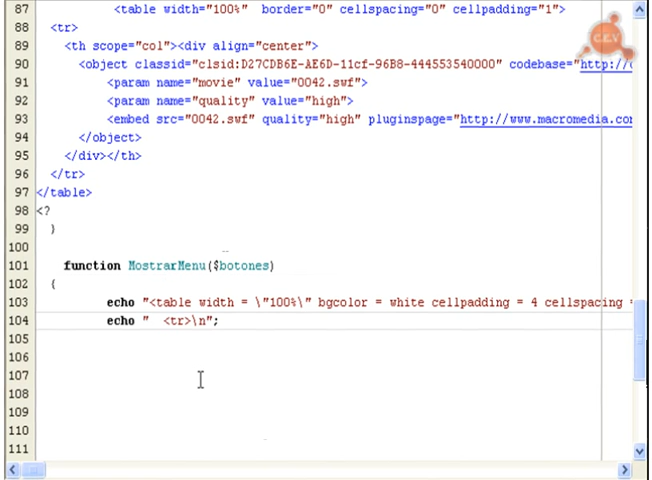 87 <table width="100%" border="0" cellspacing="0" cellpadding="1">
88 <tr>
89 <th scope="col"><div align="center">
90 <object classid="clsid:D27CDB6E-AE6D-11cf-96B8-444553540000" codebase="http://
91 <param name="movie" value="0042.swf">
92 <param name="quality" value="high">
93 <embed src="0042.swf" quality="high" pluginspage="http://www.macromedia.co
94 </object>
95 </div></th>
96 </tr>
97 </table>
98 <?
99 }
100
101 function MostrarMenu($botones)
102 {
103 echo "<table width = \"100%\" bgcolor = white cellpadding = 4 cellspacing =
104 echo " <tr>\n";
105
106
107
108
109
110
111